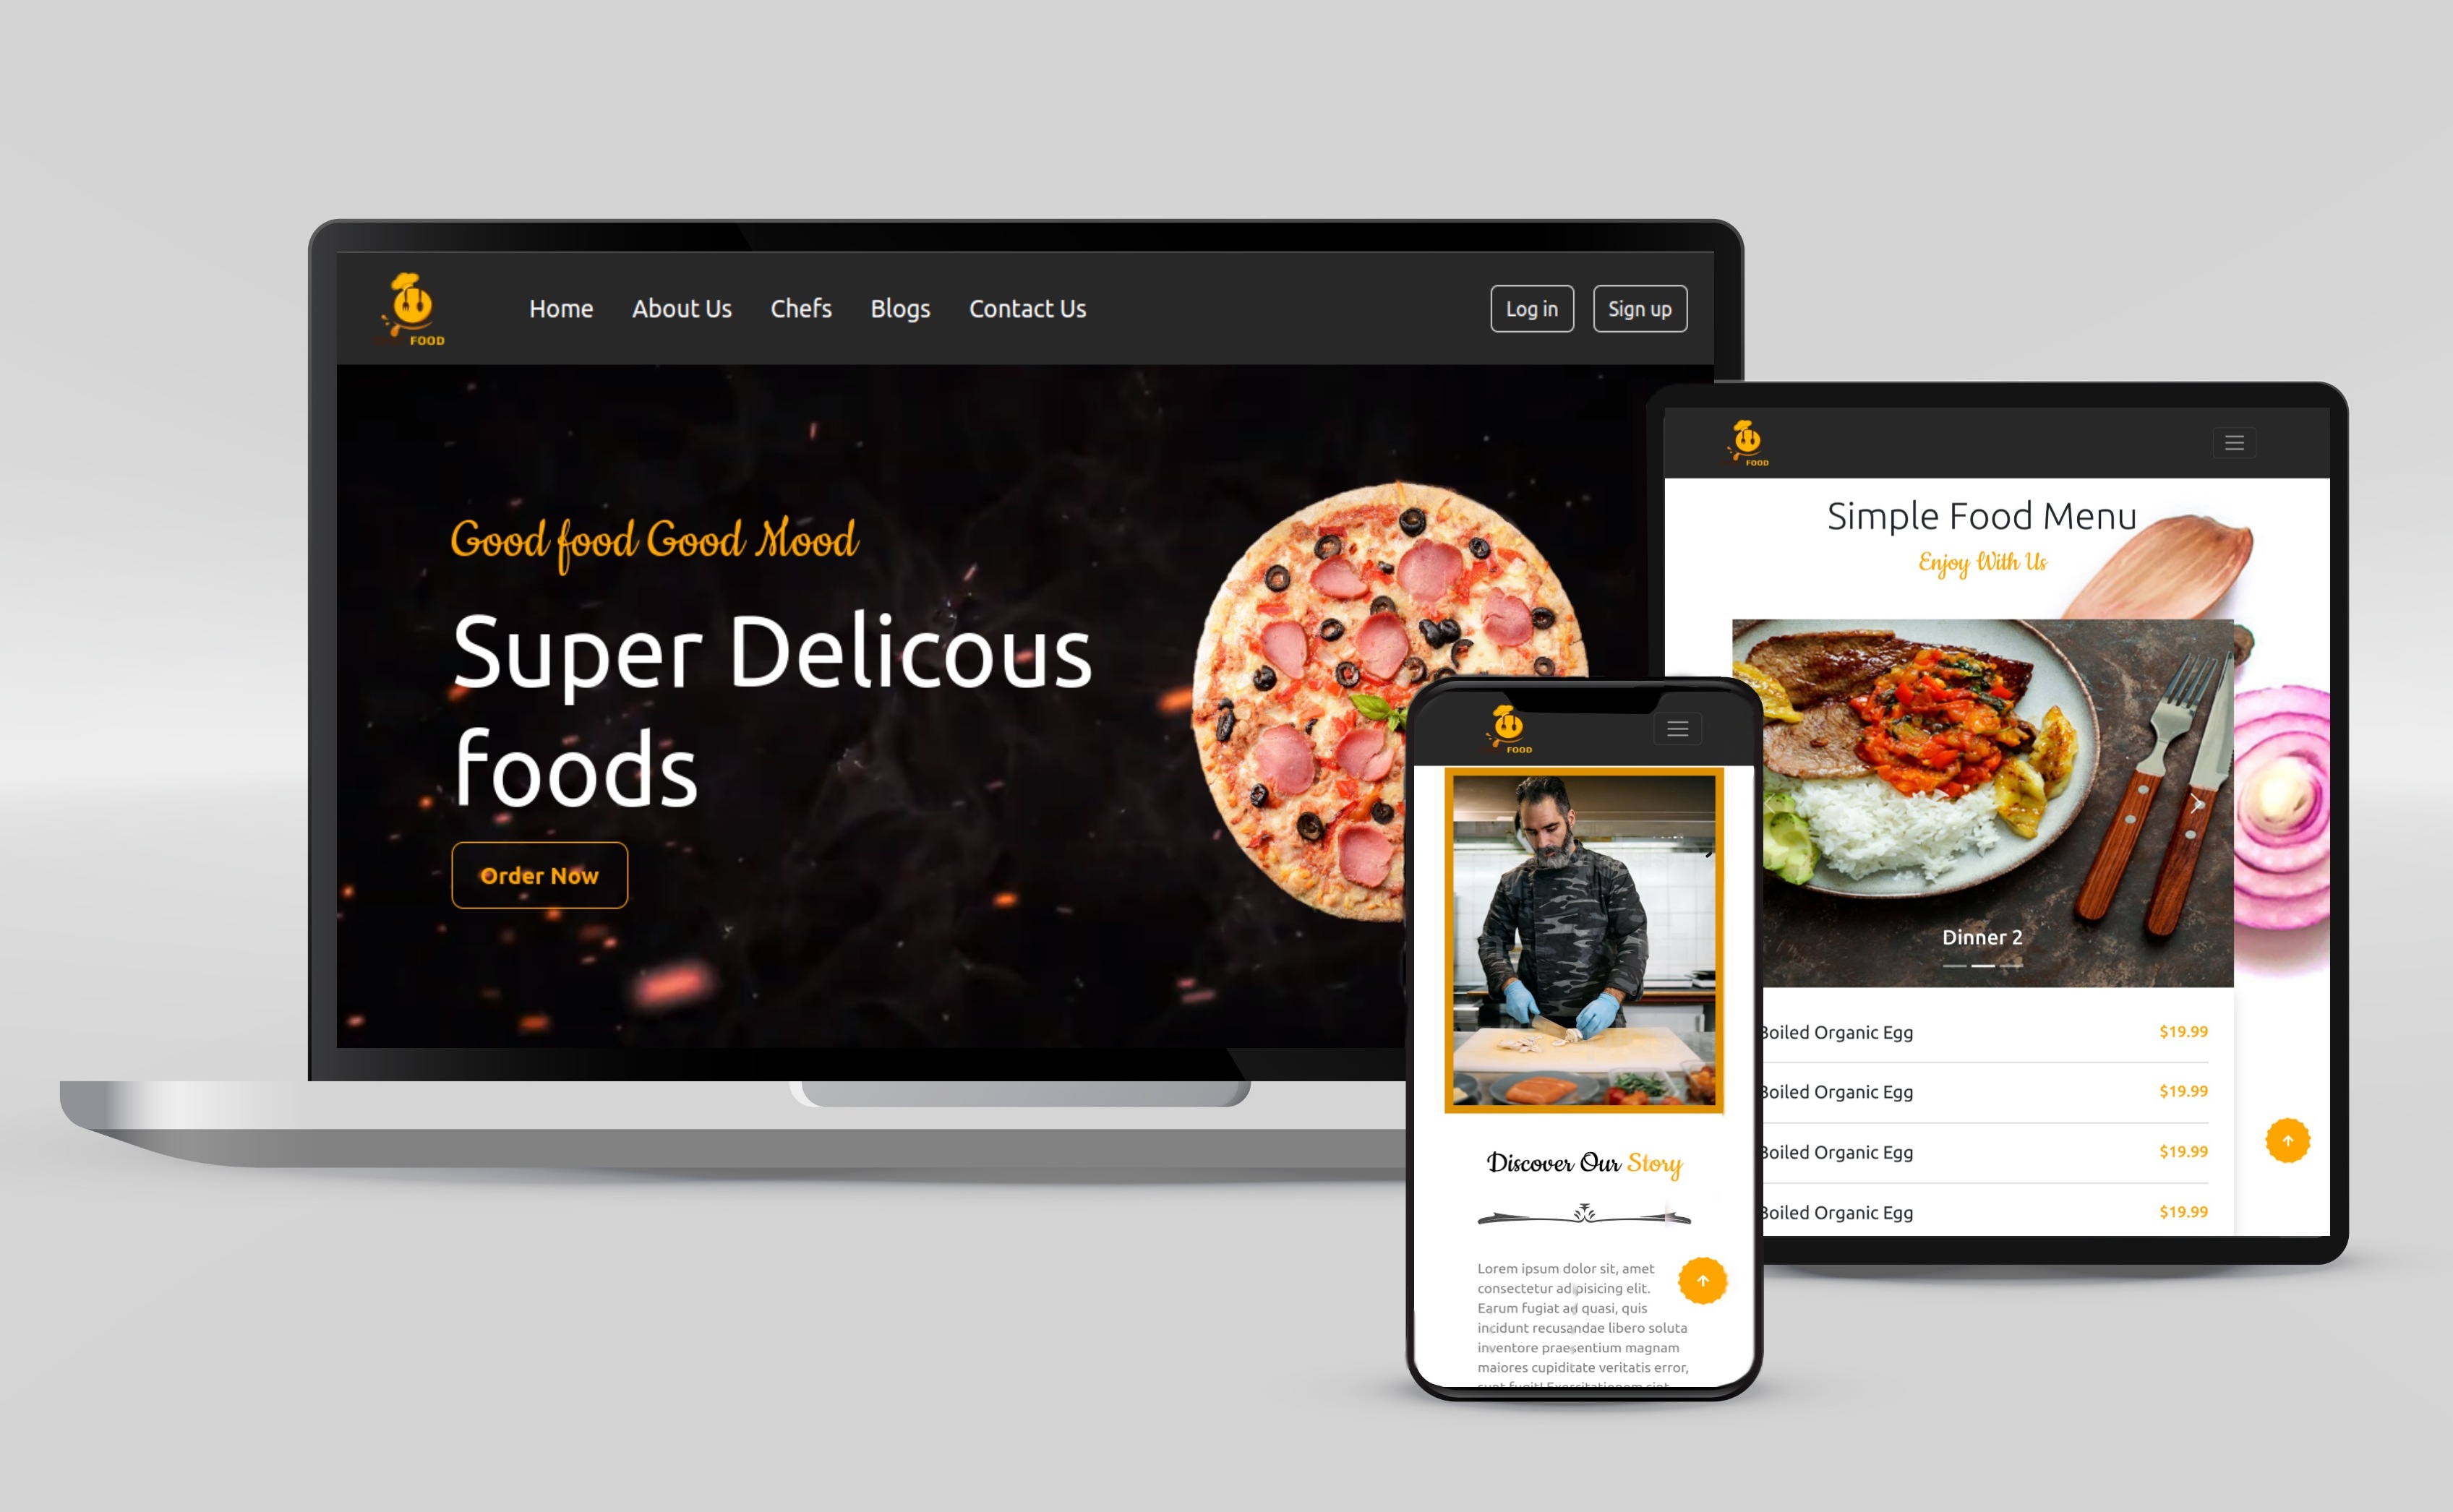 FOOD
Home About Us Chefs Blogs Contact Us
Log in Sign up
Good food Good Mood
Super Delicous
foods
Order Now
FOOD
Simple Food Menu
Enjoy With Us
Dinner 2
Boiled Organic Egg $19.99
Boiled Organic Egg $19.99
Boiled Organic Egg $19.99
Boiled Organic Egg $19.99
FOOD
Discover Our Story
Lorem ipsum dolor sit, amet
consectetur adipisicing elit.
Earum fugiat ad quasi, quis
incidunt recusandae libero soluta
inventore praesentium magnam
maiores cupiditate veritatis error,